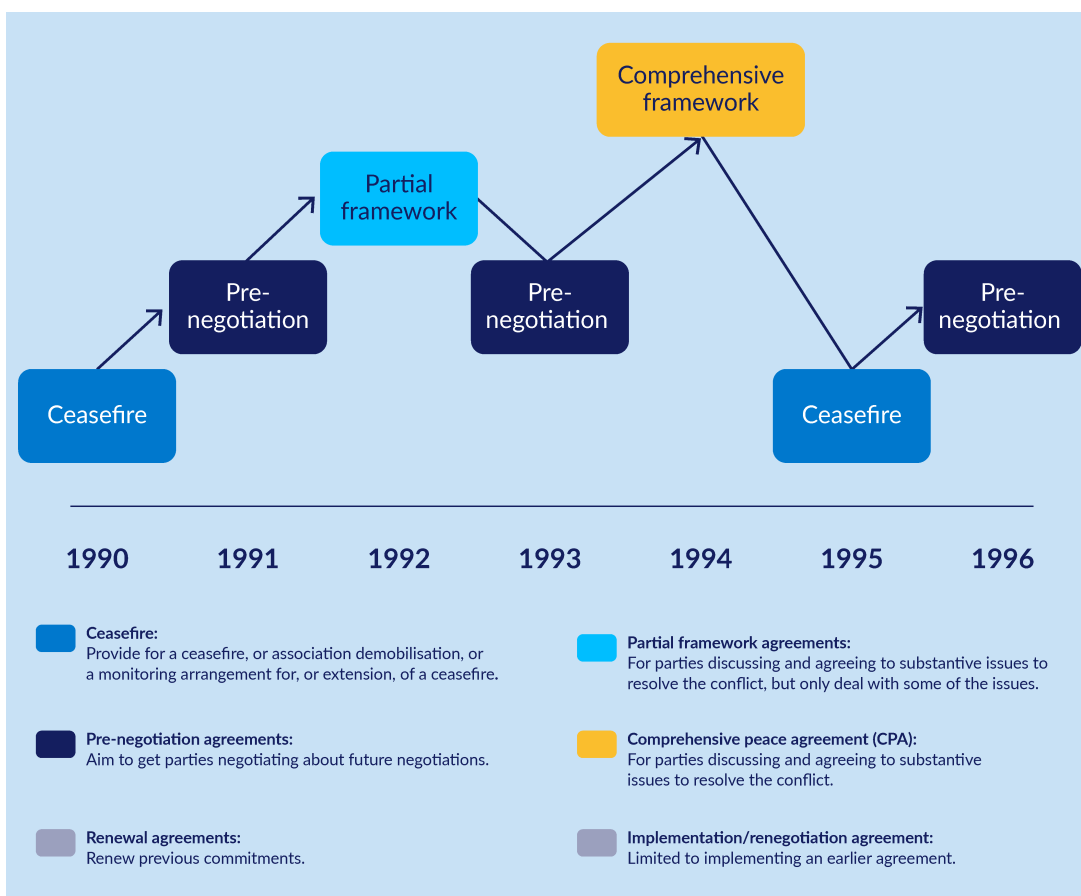 Comprehensive
framework
Partial
framework
Pre-
negotiation
Pre-
negotiation
Pre-
negotiation
Ceasefire
Ceasefire
1990
1991
1992
1993
1994
1995
1996
Ceasefire:
Provide for a ceasefire, or association demobilisation, or
a monitoring arrangement for, or extension, of a ceasefire.
Partial framework agreements:
For parties discussing and agreeing to substantive issues to
resolve the conflict, but only deal with some of the issues.
Pre-negotiation agreements:
Aim to get parties negotiating about future negotiations.
Comprehensive peace agreement (CPA):
For parties discussing and agreeing to substantive
issues to resolve the conflict.
Renewal agreements:
Renew previous commitments.
Implementation/renegotiation agreement:
Limited to implementing an earlier agreement.